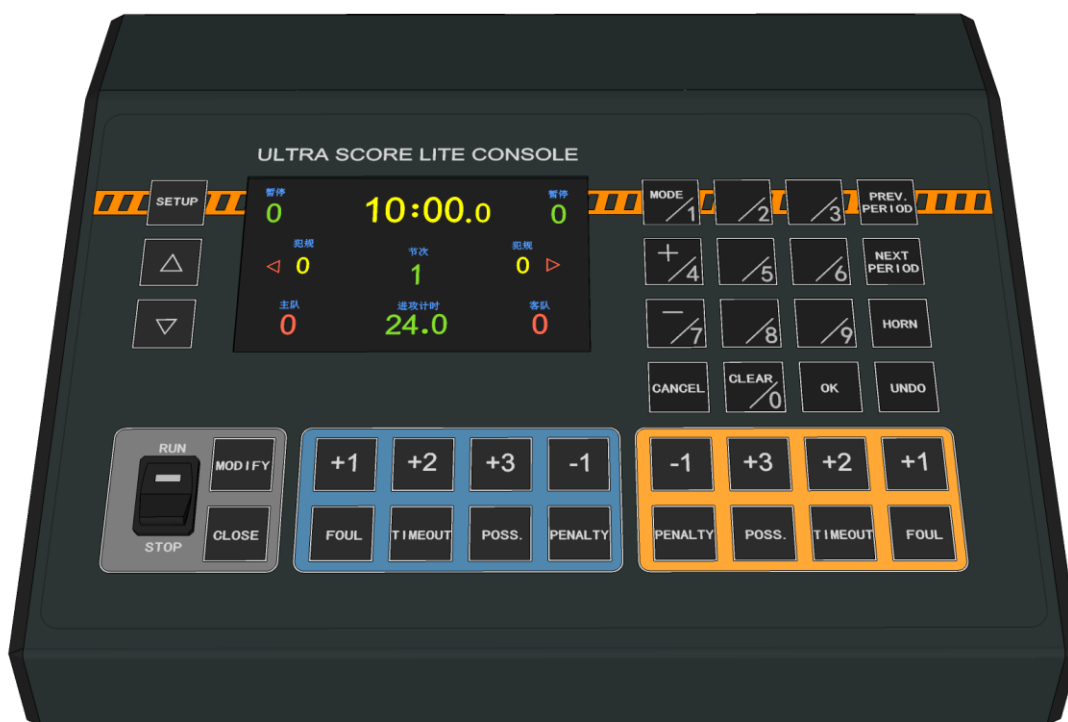 ULTRA SCORE LITE CONSOLE
SETUP
暂停 暂停
0 10:00.0 0
犯规 节次 犯规
0 1 0
主队 进攻计时 客队
0 24.0 0
MODE/1 /2 /3 PREV. PERIOD
+/4 /5 /6 NEXT PERIOD
−/7 /8 /9 HORN
CANCEL CLEAR/0 OK UNDO
RUN
STOP
MODIFY
CLOSE
+1 +2 +3 -1
FOUL TIMEOUT POSS. PENALTY
-1 +3 +2 +1
PENALTY POSS. TIMEOUT FOUL